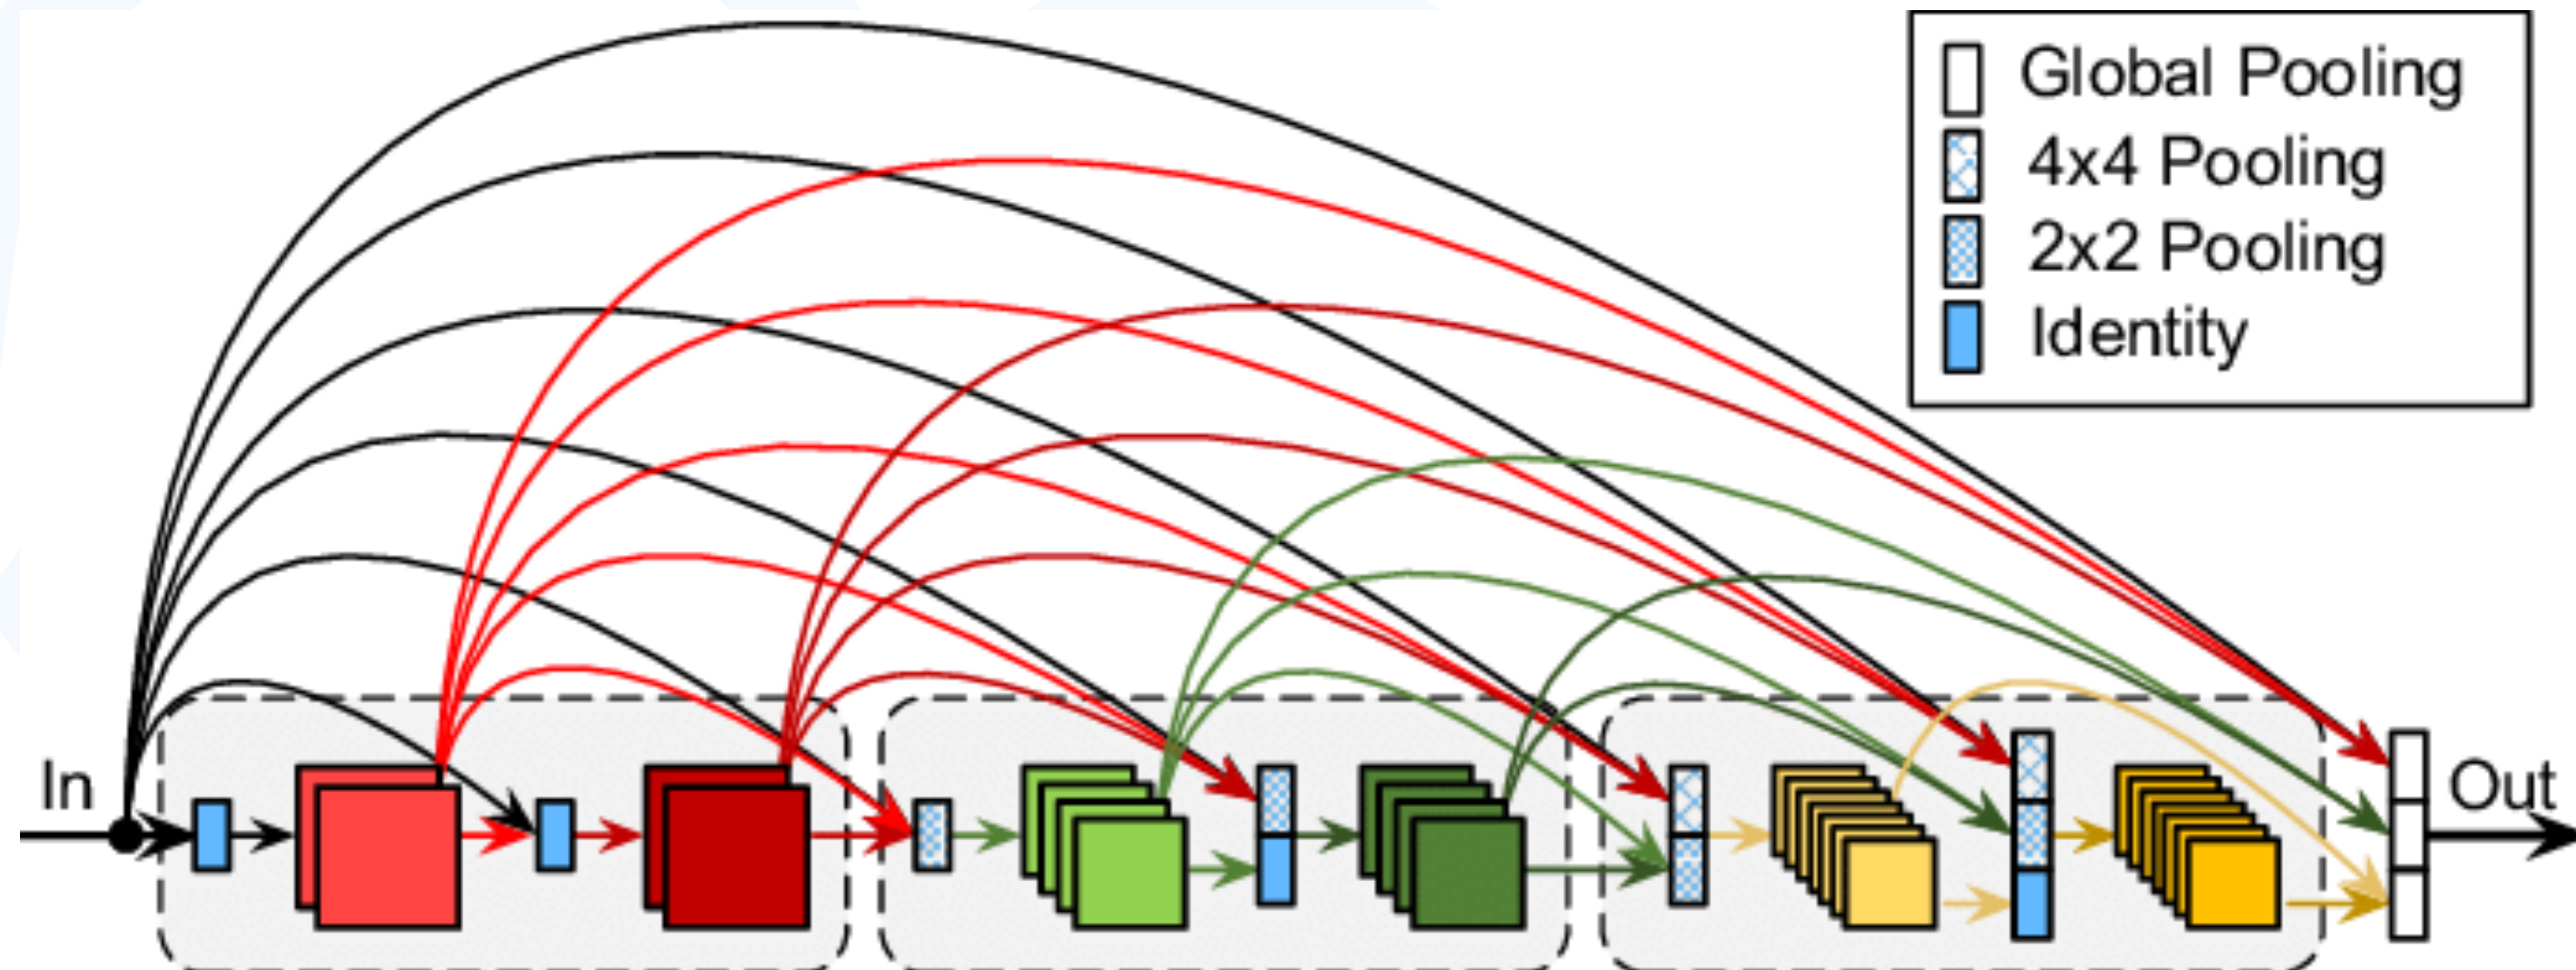 Global Pooling
4x4 Pooling
2x2 Pooling
Identity
In
Out